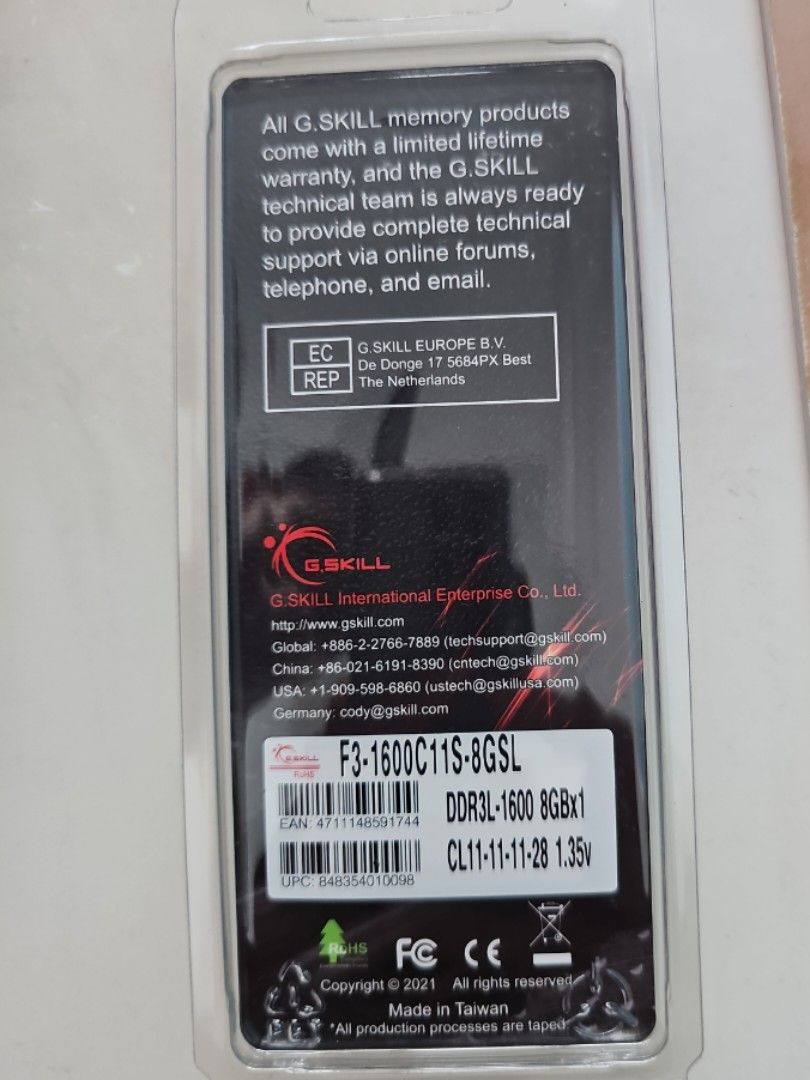 All G.SKILL memory products
come with a limited lifetime
warranty, and the G.SKILL
technical team is always ready
to provide complete technical
support via online forums,
telephone, and email.
EC
REP
G.SKILL EUROPE B.V.
De Donge 17 5684PX Best
The Netherlands
G.SKILL
G.SKILL International Enterprise Co., Ltd.
http://www.gskill.com
Global: +886-2-2766-7889 (techsupport@gskill.com)
China: +86-021-6191-8390 (cntech@gskill.com)
USA: +1-909-598-6860 (ustech@gskillusa.com)
Germany: cody@gskill.com
G.SKILL
RoHS
F3-1600C11S-8GSL
EAN: 4711148591744
DDR3L-1600 8GBx1
UPC: 848354010098
CL11-11-11-28 1.35v
RoHS
FC CE
Copyright © 2021 All rights reserved
Made in Taiwan
*All production processes are taped
PET